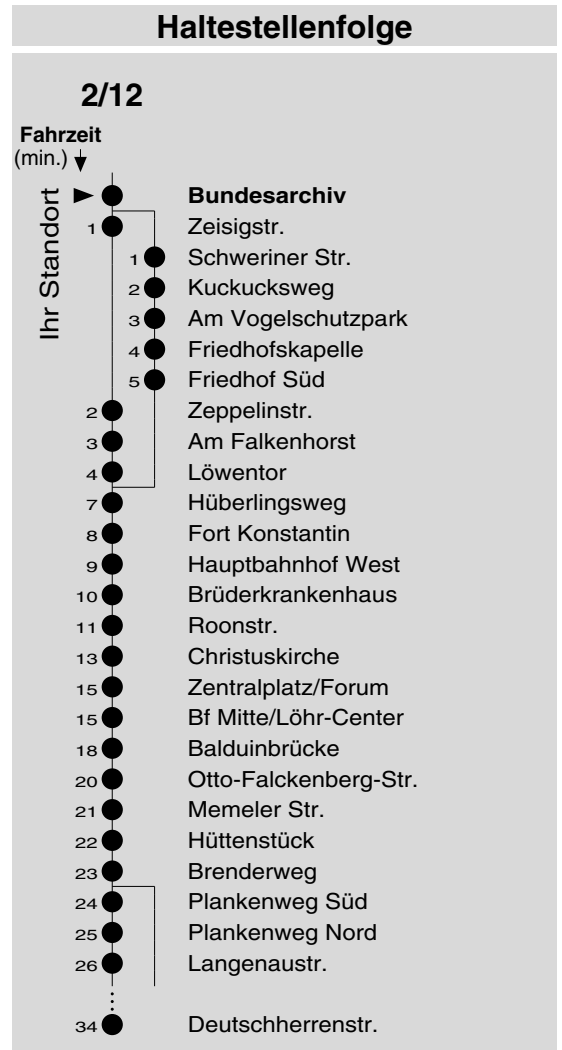 Haltestellenfolge
2/12
Fahrzeit
(min.)
Ihr Standort
Bundesarchiv
1 Zeisigstr.
1 Schweriner Str.
2 Kuckucksweg
3 Am Vogelschutzpark
4 Friedhofskapelle
5 Friedhof Süd
2 Zeppelinstr.
3 Am Falkenhorst
4 Löwentor
7 Hüberlingsweg
8 Fort Konstantin
9 Hauptbahnhof West
10 Brüderkrankenhaus
11 Roonstr.
13 Christuskirche
15 Zentralplatz/Forum
15 Bf Mitte/Löhr-Center
18 Balduinbrücke
20 Otto-Falckenberg-Str.
21 Memeler Str.
22 Hüttenstück
23 Brenderweg
24 Plankenweg Süd
25 Plankenweg Nord
26 Langenaustr.
34 Deutschherrenstr.